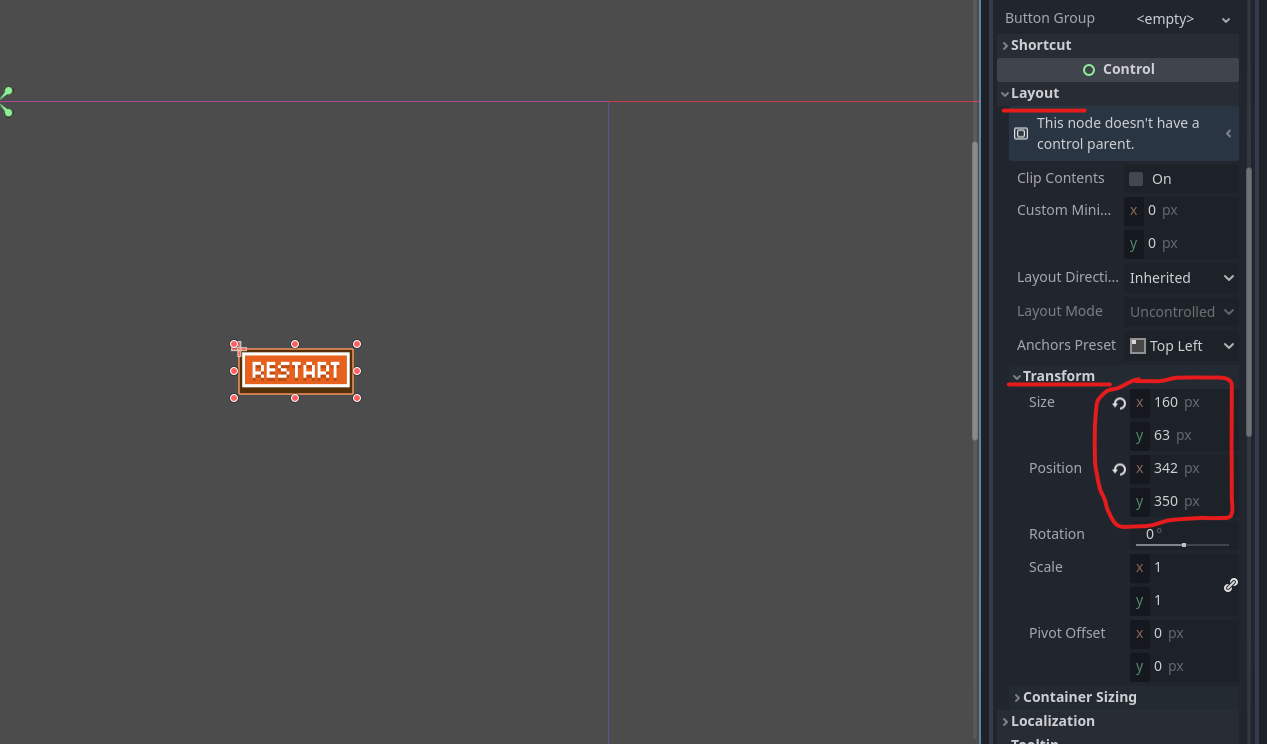 Button Group <empty>
Shortcut
Control
Layout
This node doesn't have a
control parent.
Clip Contents On
Custom Mini... x 0 px
y 0 px
Layout Directi... Inherited
Layout Mode Uncontrolled
Anchors Preset Top Left
Transform
Size x 160 px
y 63 px
Position x 342 px
y 350 px
Rotation 0°
Scale x 1
y 1
Pivot Offset x 0 px
y 0 px
Container Sizing
Localization
RESTART